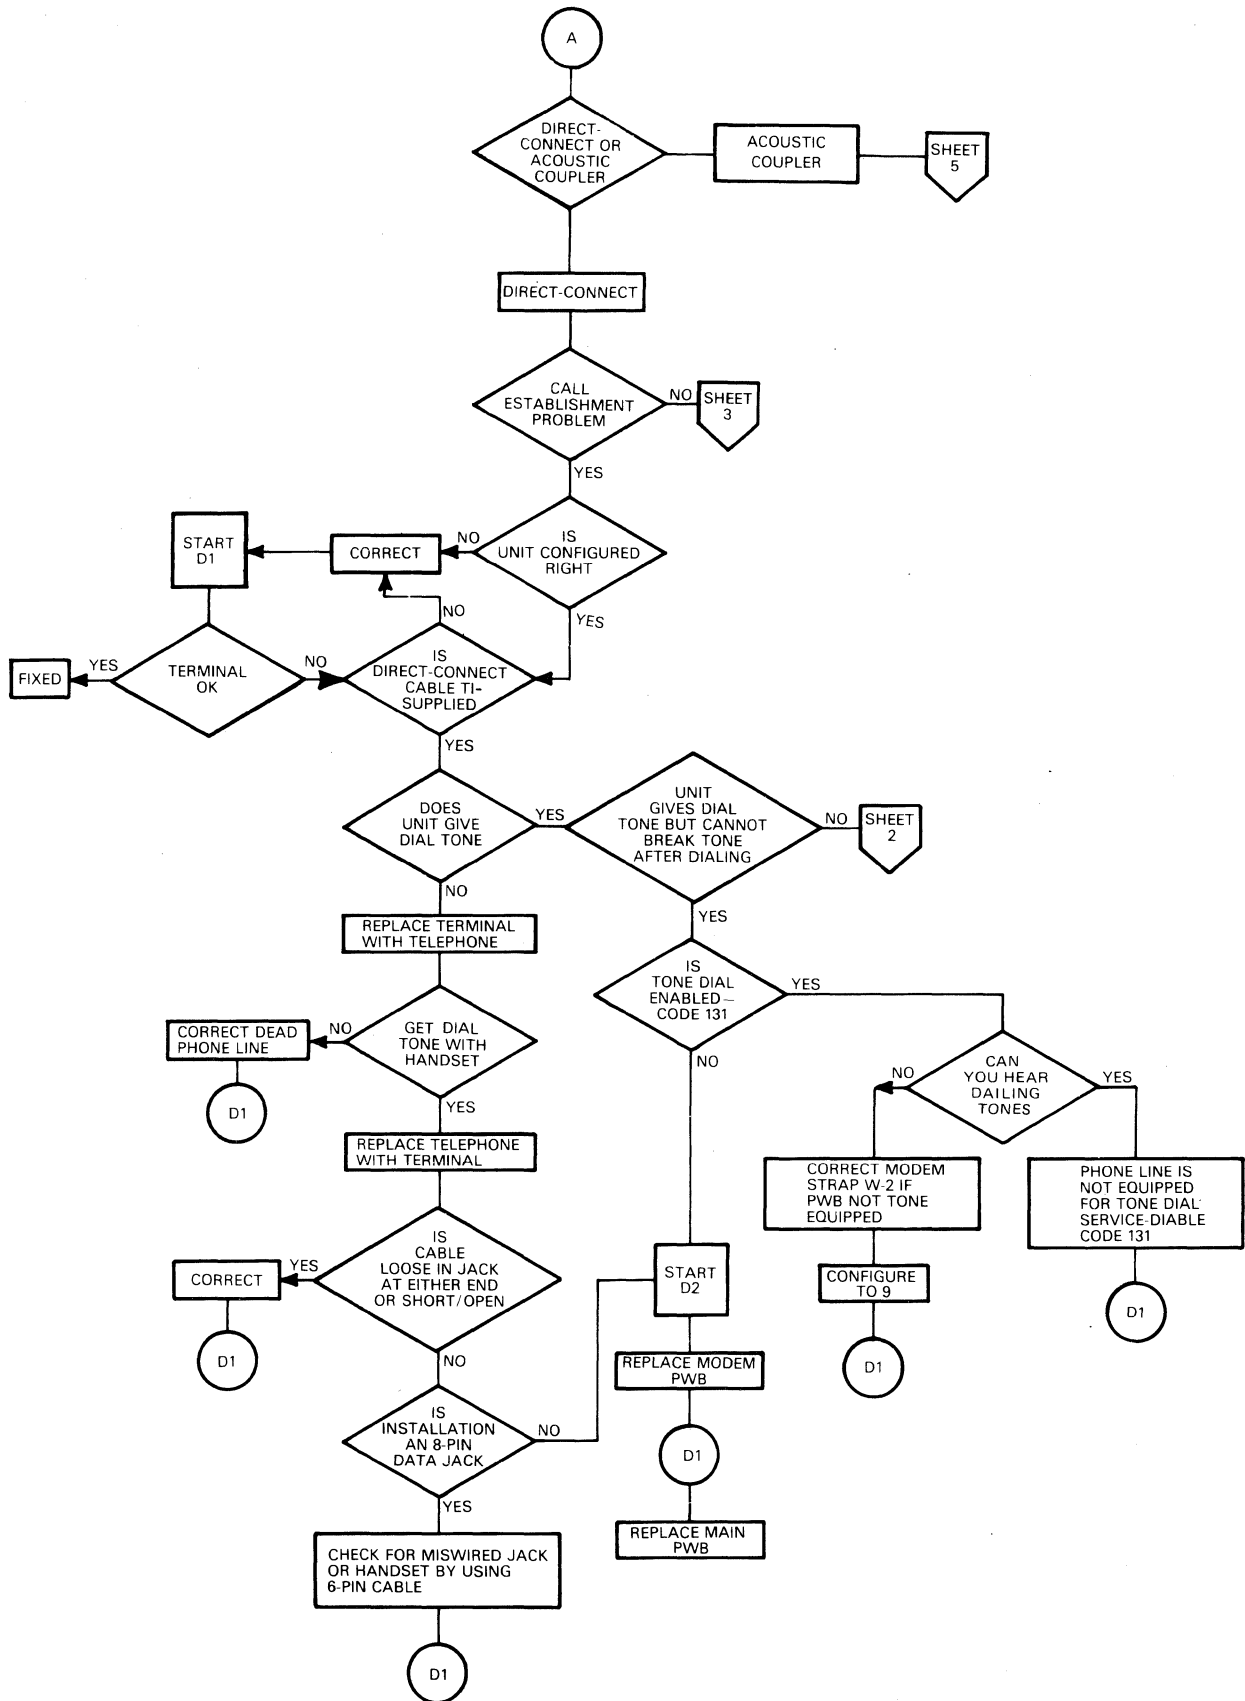 A
DIRECT-
CONNECT OR
ACOUSTIC
COUPLER
ACOUSTIC
COUPLER
SHEET
5
DIRECT-CONNECT
CALL
ESTABLISHMENT
PROBLEM
NO
SHEET
3
YES
IS
UNIT CONFIGURED
RIGHT
NO
CORRECT
START
D1
YES
NO
TERMINAL
OK
YES
FIXED
NO
IS
DIRECT-CONNECT
CABLE TI-
SUPPLIED
YES
DOES
UNIT GIVE
DIAL TONE
YES
UNIT
GIVES DIAL
TONE BUT CANNOT
BREAK TONE
AFTER DIALING
NO
SHEET
2
NO
YES
REPLACE TERMINAL
WITH TELEPHONE
IS
TONE DIAL
ENABLED—
CODE 131
YES
GET DIAL
TONE WITH
HANDSET
NO
CORRECT DEAD
PHONE LINE
D1
NO
CAN
YOU HEAR
DAILING
TONES
NO
YES
YES
REPLACE TELEPHONE
WITH TERMINAL
CORRECT MODEM
STRAP W-2 IF
PWB NOT TONE
EQUIPPED
PHONE LINE IS
NOT EQUIPPED
FOR TONE DIAL
SERVICE-DIABLE
CODE 131
IS
CABLE
LOOSE IN JACK
AT EITHER END
OR SHORT/OPEN
YES
CORRECT
D1
START
D2
CONFIGURE
TO 9
D1
D1
NO
REPLACE MODEM
PWB
IS
INSTALLATION
AN 8-PIN
DATA JACK
NO
D1
YES
REPLACE MAIN
PWB
CHECK FOR MISWIRED JACK
OR HANDSET BY USING
6-PIN CABLE
D1